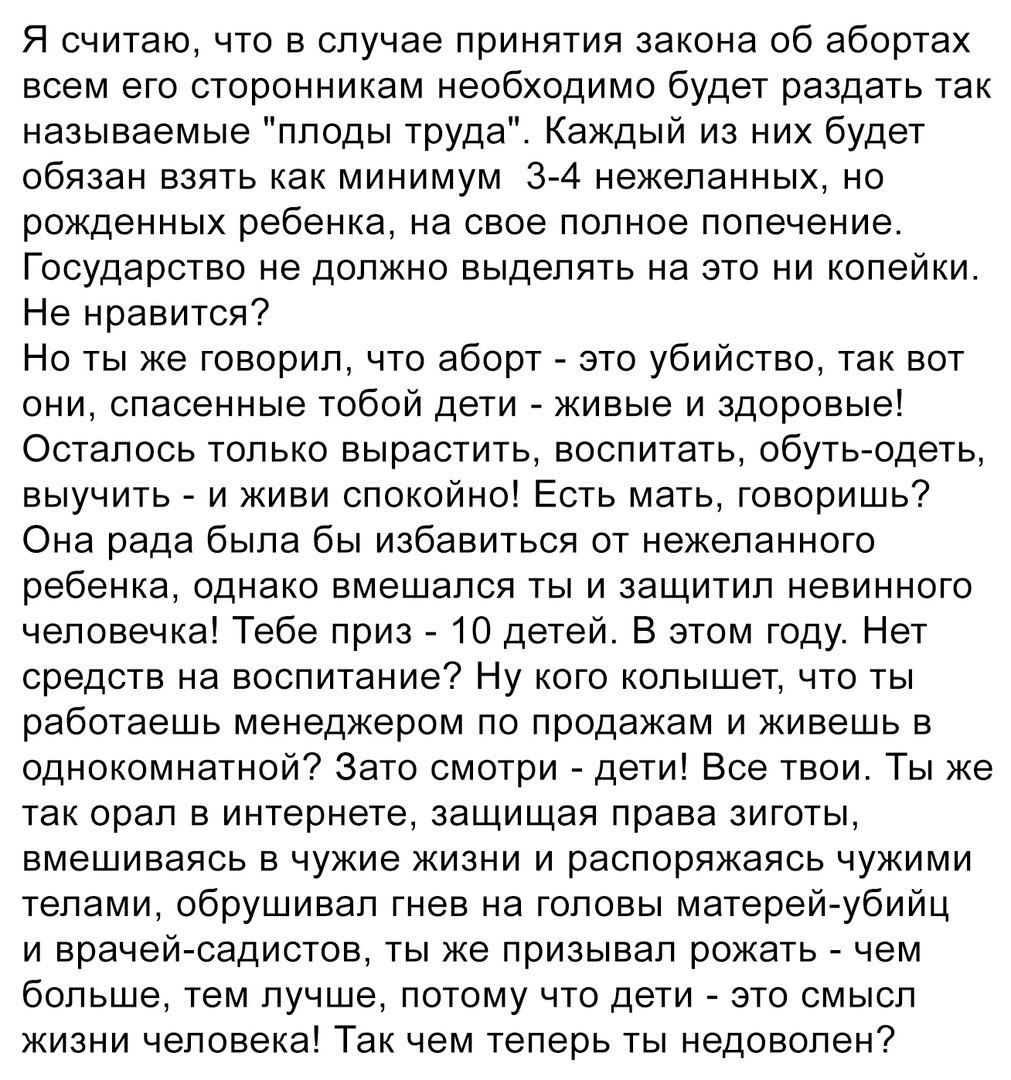 Я считаю, что в случае принятия закона об абортах
всем его сторонникам необходимо будет раздать так
называемые "плоды труда". Каждый из них будет
обязан взять как минимум  3-4 нежеланных, но
рожденных ребенка, на свое полное попечение.
Государство не должно выделять на это ни копейки.
Не нравится?
Но ты же говорил, что аборт - это убийство, так вот
они, спасенные тобой дети - живые и здоровые!
Осталось только вырастить, воспитать, обуть-одеть,
выучить - и живи спокойно! Есть мать, говоришь?
Она рада была бы избавиться от нежеланного
ребенка, однако вмешался ты и защитил невинного
человечка! Тебе приз - 10 детей. В этом году. Нет
средств на воспитание? Ну кого колышет, что ты
работаешь менеджером по продажам и живешь в
однокомнатной? Зато смотри - дети! Все твои. Ты же
так орал в интернете, защищая права зиготы,
вмешиваясь в чужие жизни и распоряжаясь чужими
телами, обрушивал гнев на головы матерей-убийц
и врачей-садистов, ты же призывал рожать - чем
больше, тем лучше, потому что дети - это смысл
жизни человека! Так чем теперь ты недоволен?